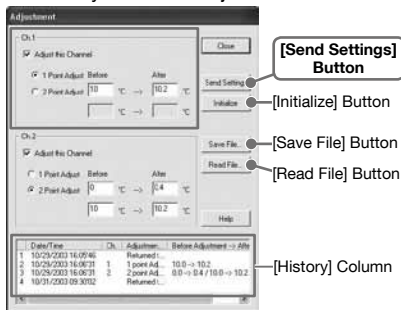 Adjustment
Ch.1
Adjust this Channel
1 Point Adjust Before After
2 Point Adjust 10 ℃ -> 10.2 ℃
℃ -> ℃
Close
Send Setting
Initialize
[Send Settings]
Button
[Initialize] Button
Ch.2
Adjust this Channel
1 Point Adjust Before After
2 Point Adjust 0 ℃ -> 0.4 ℃
10 ℃ -> 10.2 ℃
Save File...
Read File...
Help
[Save File] Button
[Read File] Button
Date/Time Ch. Adjustmen... Before Adjustment -> Afte
1 10/29/2003 16:05'46 Returned t...
2 10/29/2003 16:06'31 1 1 point Ad... 10.0 -> 10.2
3 10/29/2003 16:06'31 2 2 point Ad... 0.0 -> 0.4 / 10.0 -> 10.2
4 10/31/2003 09:30'02 Returned t...
[History] Column